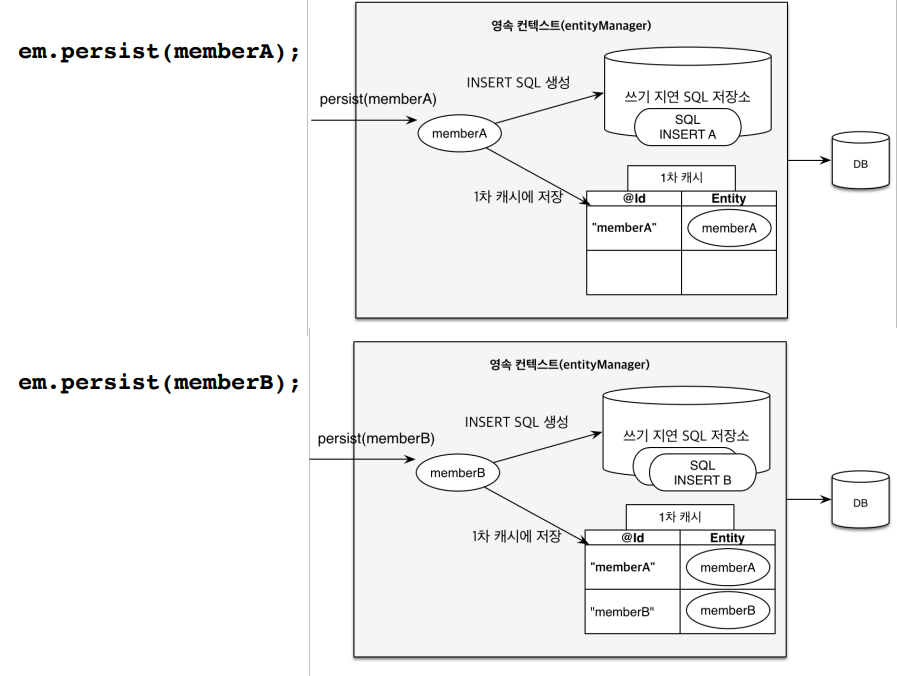 em.persist(memberA);
영속 컨텍스트(entityManager)
INSERT SQL 생성
persist(memberA)
쓰기 지연 SQL 저장소
SQL
INSERT A
memberA
DB
1차 캐시
1차 캐시에 저장
@Id Entity
"memberA" memberA
em.persist(memberB);
영속 컨텍스트(entityManager)
INSERT SQL 생성
persist(memberB)
쓰기 지연 SQL 저장소
SQL
INSERT B
memberB
DB
1차 캐시
1차 캐시에 저장
@Id Entity
"memberA" memberA
"memberB" memberB